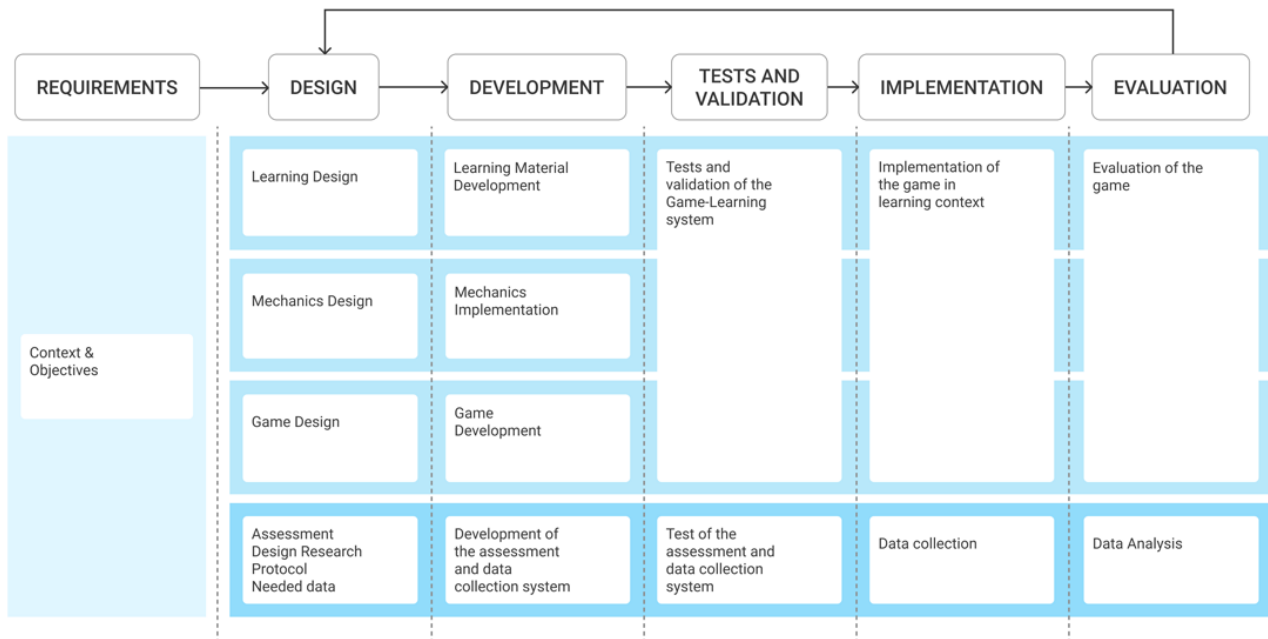 REQUIREMENTS
DESIGN
DEVELOPMENT
TESTS AND
VALIDATION
IMPLEMENTATION
EVALUATION
Learning Design
Learning Material
Development
Tests and
validation of the
Game-Learning
system
Implementation of
the game in
learning context
Evaluation of the
game
Mechanics Design
Mechanics
Implementation
Context &
Objectives
Game Design
Game
Development
Assessment
Design Research
Protocol
Needed data
Development of
the assessment
and data
collection system
Test of the
assessment and
data collection
system
Data collection
Data Analysis